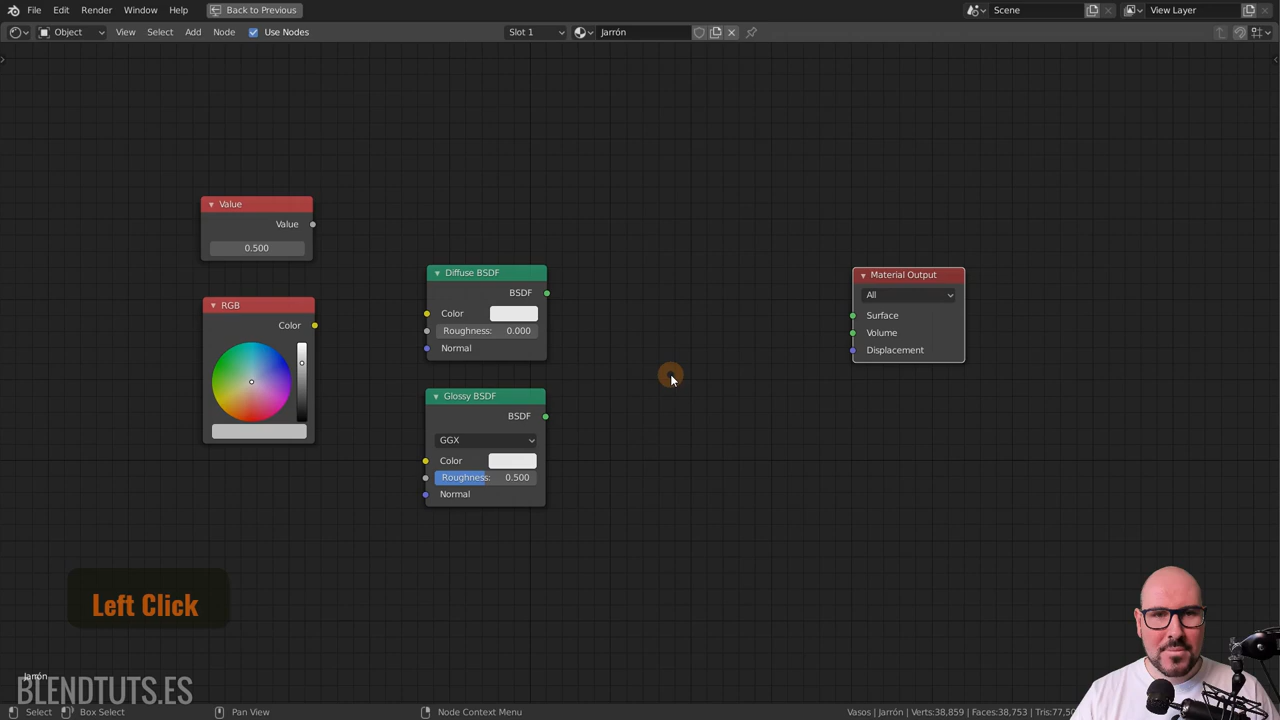 File Edit Render Window Help Back to Previous Scene View Layer
Object View Select Add Node Use Nodes Slot 1 Jarrón
Value
Value
0.500
RGB
Color
Diffuse BSDF
BSDF
Color
Roughness: 0.000
Normal
Glossy BSDF
BSDF
GGX
Color
Roughness: 0.500
Normal
Material Output
All
Surface
Volume
Displacement
Left Click
Jarrón
BLENDTUTS.ES
Select Box Select Pan View Node Context Menu Vasos | Jarrón | Verts:38,859 | Faces:38,753 |